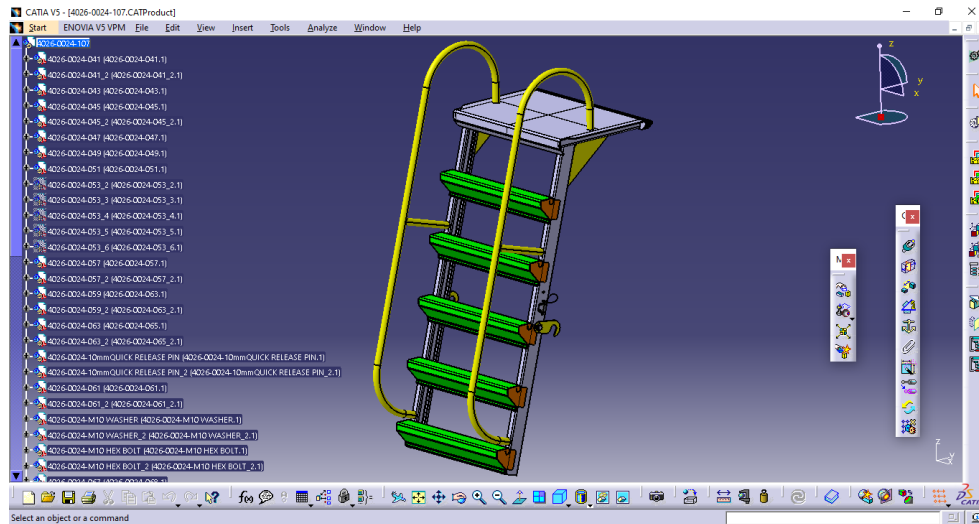 CATIA V5 - [4026-0024-107.CATProduct]
Start ENOVIA V5 VPM File Edit View Insert Tools Analyze Window Help
4026-0024-107
4026-0024-041 (4026-0024-041.1)
4026-0024-041_2 (4026-0024-041_2.1)
4026-0024-043 (4026-0024-043.1)
4026-0024-045 (4026-0024-045.1)
4026-0024-045_2 (4026-0024-045_2.1)
4026-0024-047 (4026-0024-047.1)
4026-0024-049 (4026-0024-049.1)
4026-0024-051 (4026-0024-051.1)
4026-0024-053_2 (4026-0024-053_2.1)
4026-0024-053_3 (4026-0024-053_3.1)
4026-0024-053_4 (4026-0024-053_4.1)
4026-0024-053_5 (4026-0024-053_5.1)
4026-0024-053_6 (4026-0024-053_6.1)
4026-0024-057 (4026-0024-057.1)
4026-0024-057_2 (4026-0024-057_2.1)
4026-0024-059 (4026-0024-063.1)
4026-0024-059_2 (4026-0024-063_2.1)
4026-0024-063 (4026-0024-065.1)
4026-0024-063_2 (4026-0024-065_2.1)
4026-0024-10mmQUICK RELEASE PIN (4026-0024-10mmQUICK RELEASE PIN.1)
4026-0024-10mmQUICK RELEASE PIN_2 (4026-0024-10mmQUICK RELEASE PIN_2.1)
4026-0024-061 (4026-0024-061.1)
4026-0024-061_2 (4026-0024-061_2.1)
4026-0024-M10 WASHER (4026-0024-M10 WASHER.1)
4026-0024-M10 WASHER_2 (4026-0024-M10 WASHER_2.1)
4026-0024-M10 HEX BOLT (4026-0024-M10 HEX BOLT.1)
4026-0024-M10 HEX BOLT_2 (4026-0024-M10 HEX BOLT_2.1)
z
y
x
M
z
x
f(x)
CATIA
Select an object or a command